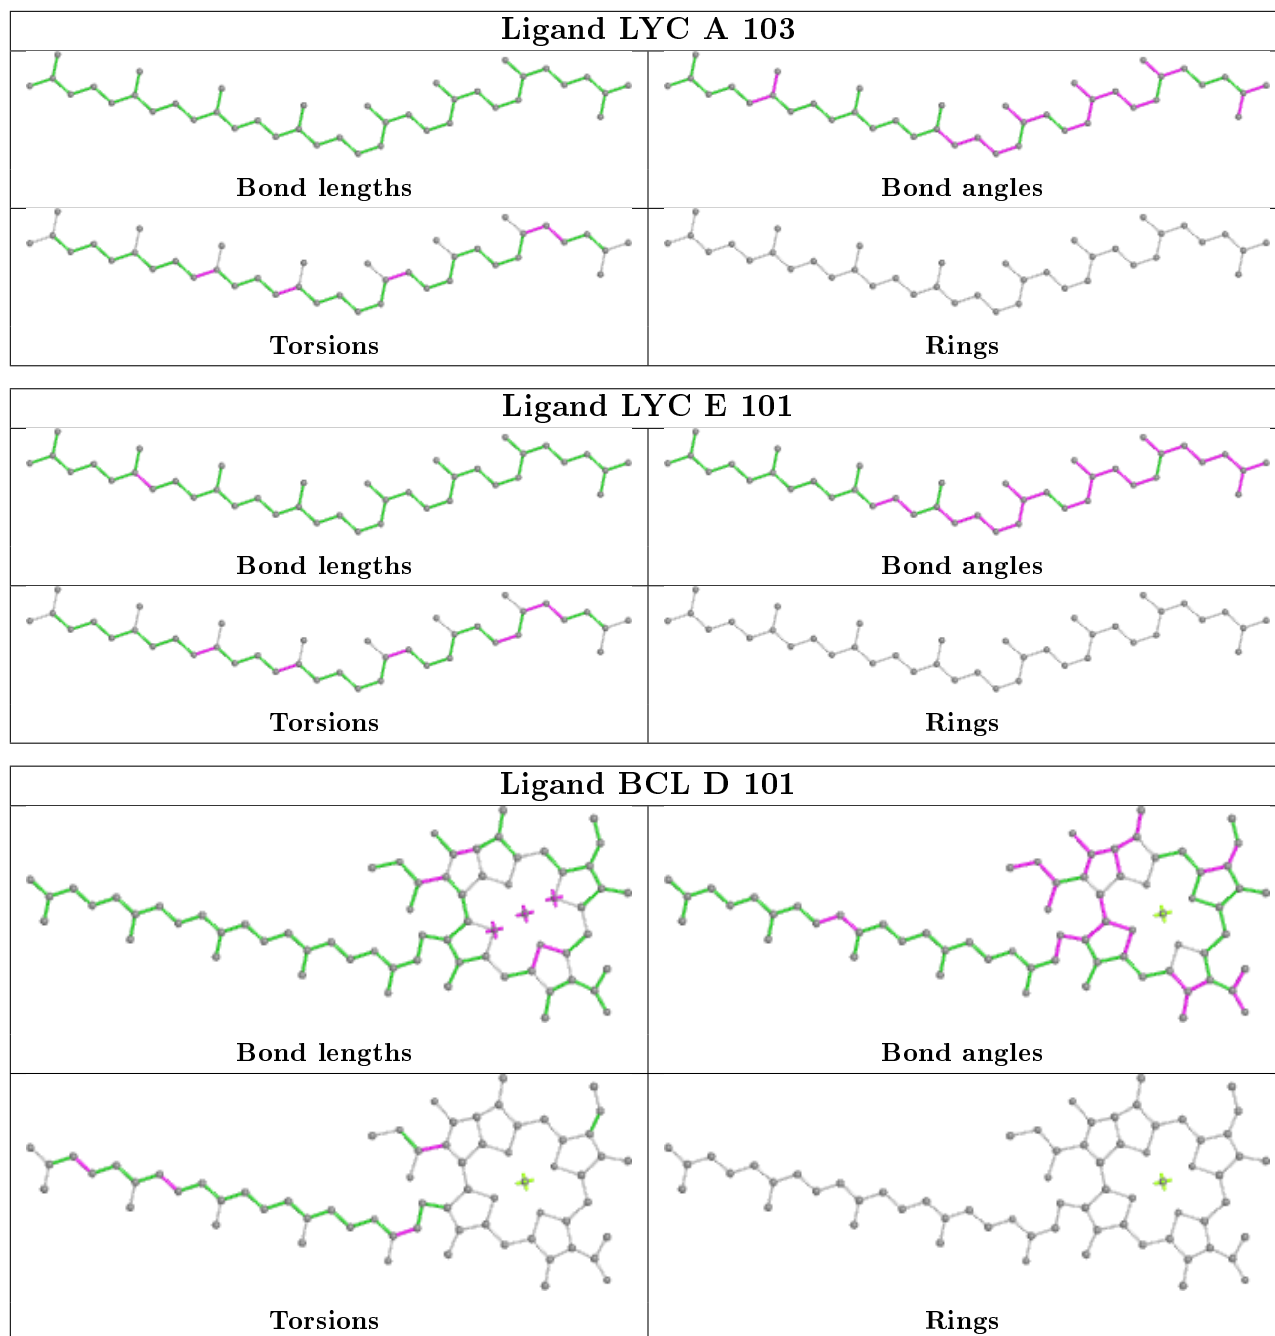 Ligand LYC A 103
Bond lengths
Bond angles
Torsions
Rings
Ligand LYC E 101
Bond lengths
Bond angles
Torsions
Rings
Ligand BCL D 101
Bond lengths
Bond angles
Torsions
Rings